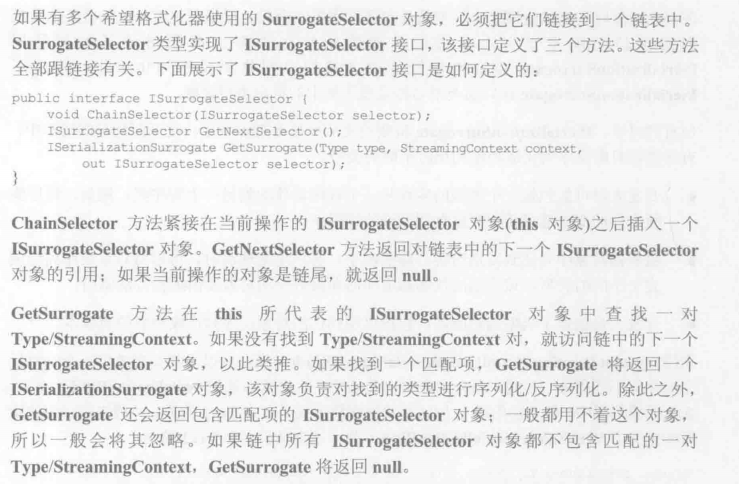 如果有多个希望格式化器使用的 SurrogateSelector 对象，必须把它们链接到一个链表中。
SurrogateSelector 类型实现了 ISurrogateSelector 接口，该接口定义了三个方法。这些方法
全部跟链接有关。下面展示了 ISurrogateSelector 接口是如何定义的：
public interface ISurrogateSelector {
    void ChainSelector(ISurrogateSelector selector);
    ISurrogateSelector GetNextSelector();
    ISerializationSurrogate GetSurrogate(Type type, StreamingContext context,
        out ISurrogateSelector selector);
}
ChainSelector 方法紧接在当前操作的 ISurrogateSelector 对象(this 对象)之后插入一个
ISurrogateSelector 对象。GetNextSelector 方法返回对链表中的下一个 ISurrogateSelector
对象的引用；如果当前操作的对象是链尾，就返回 null。
GetSurrogate 方法在 this 所代表的 ISurrogateSelector 对象中查找一对
Type/StreamingContext。如果没有找到 Type/StreamingContext 对，就访问链中的下一个
ISurrogateSelector 对象，以此类推。如果找到一个匹配项，GetSurrogate 将返回一个
ISerializationSurrogate 对象，该对象负责对找到的类型进行序列化/反序列化。除此之外，
GetSurrogate 还会返回包含匹配项的 ISurrogateSelector 对象；一般都用不着这个对象，
所以一般会将其忽略。如果链中所有 ISurrogateSelector 对象都不包含匹配的一对
Type/StreamingContext，GetSurrogate 将返回 null。